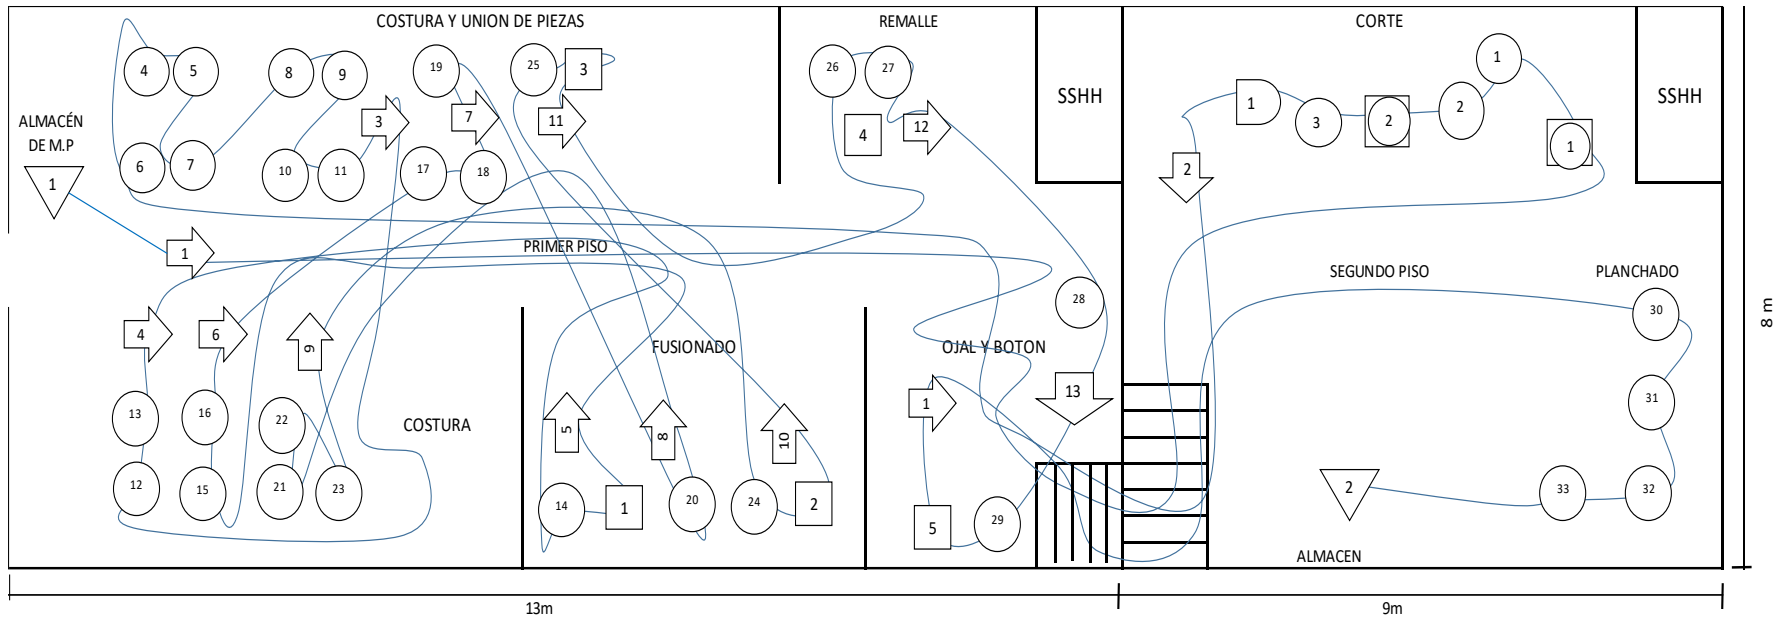 COSTURA Y UNION DE PIEZAS
REMALLE
CORTE
4 5 8 9 19 25 3 26 27 1
SSHH
SSHH
1 3 2 2 1
ALMACÉN
DE M.P
3 7 11 4 12
6 7 10 11 17 18 2
1
1
PRIMER PISO
SEGUNDO PISO
PLANCHADO
28 30
8 m
4 6 9
FUSIONADO
OJAL Y BOTON
13 16 22
COSTURA
5 8 10 1 13 31
12 15 21 23 14 1 20 24 2 5 29 2 33 32
ALMACEN
13m
9m